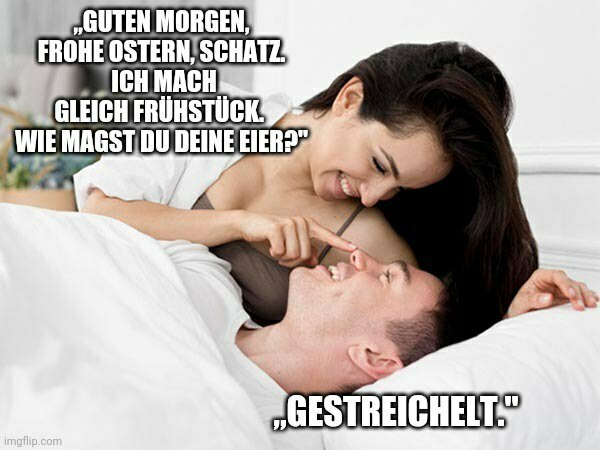 „GUTEN MORGEN,
FROHE OSTERN, SCHATZ.
ICH MACH
GLEICH FRÜHSTÜCK.
WIE MAGST DU DEINE EIER?"
„GESTREICHELT."
imgflip.com